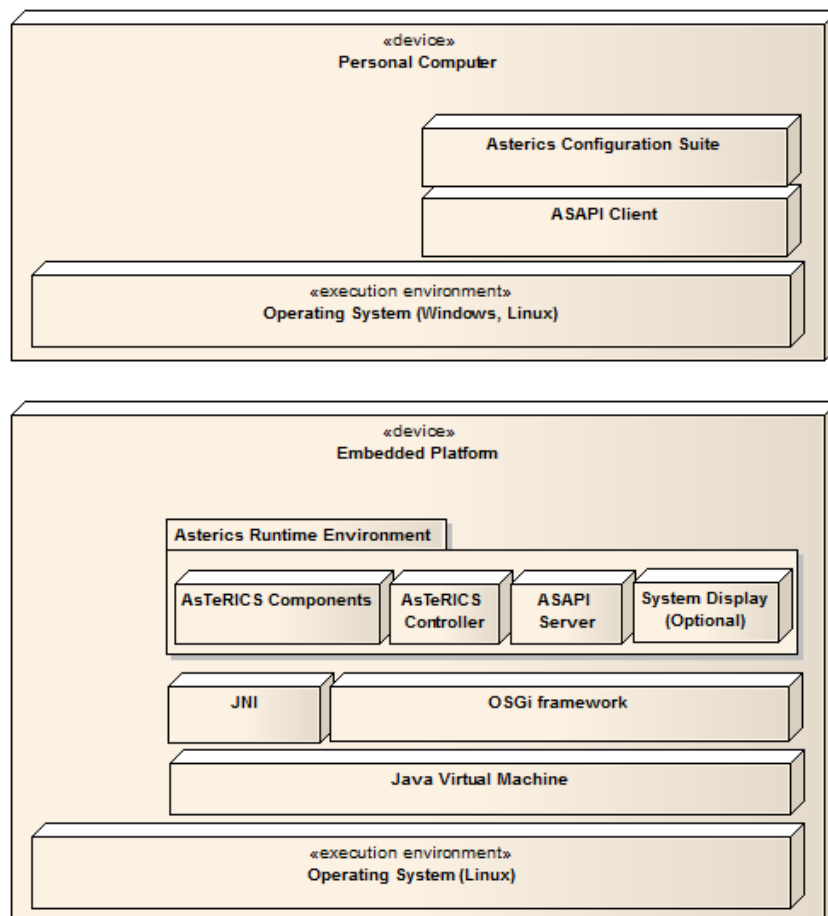 «device»
Personal Computer
Asterics Configuration Suite
ASAPI Client
«execution environment»
Operating System (Windows, Linux)
«device»
Embedded Platform
Asterics Runtime Environment
AsTeRICS Components
AsTeRICS
Controller
ASAPI
Server
System Display
(Optional)
JNI
OSGi framework
Java Virtual Machine
«execution environment»
Operating System (Linux)